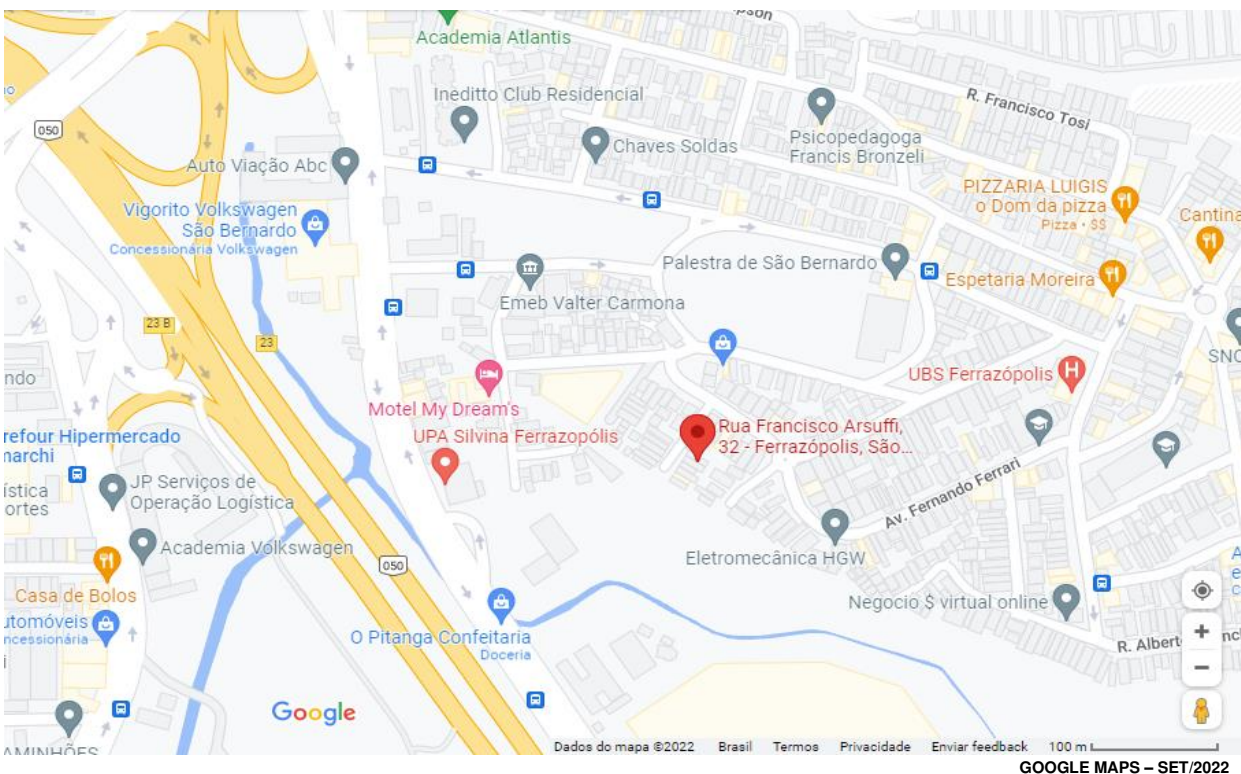 pson
Academia Atlantis
Ineditto Club Residencial
R. Francisco Tosi
050
Psicopedagoga
Francis Bronzeli
Chaves Soldas
Auto Viação Abc
PIZZARIA LUIGIS
o Dom da pizza
Pizza • $$
Cantina
Vigorito Volkswagen
São Bernardo
Concessionária Volkswagen
Palestra de São Bernardo
Espetaria Moreira
Emeb Valter Carmona
23 B
23
SNC
ndo
UBS Ferrazópolis
Motel My Dream's
refour Hipermercado
marchi
UPA Silvina Ferrazopólis
Rua Francisco Arsuffi,
32 - Ferrazópolis, São...
ística
ortes
JP Serviços de
Operação Logística
Av. Fernando Ferrari
Academia Volkswagen
050
Eletromecânica HGW
Casa de Bolos
Negocio $ virtual online
utomóveis
ncessionária
O Pitanga Confeitaria
Doceria
R. Albert
Google
AMINHÕES
Dados do mapa ©2022 Brasil Termos Privacidade Enviar feedback 100 m
GOOGLE MAPS – SET/2022